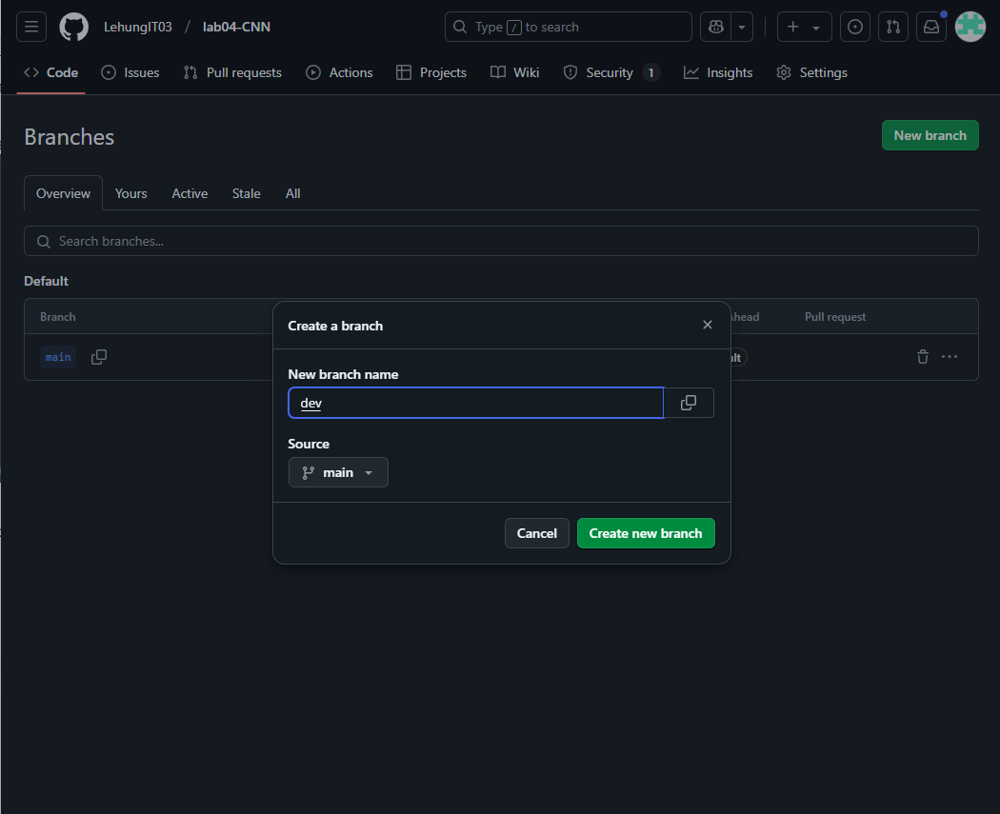 LehungIT03 / lab04-CNN Type / to search
Code Issues Pull requests Actions Projects Wiki Security 1 Insights Settings
Branches New branch
Overview Yours Active Stale All
Search branches...
Default
Branch Ahead Pull request
main
Create a branch
New branch name
dev
Source
main
Cancel Create new branch